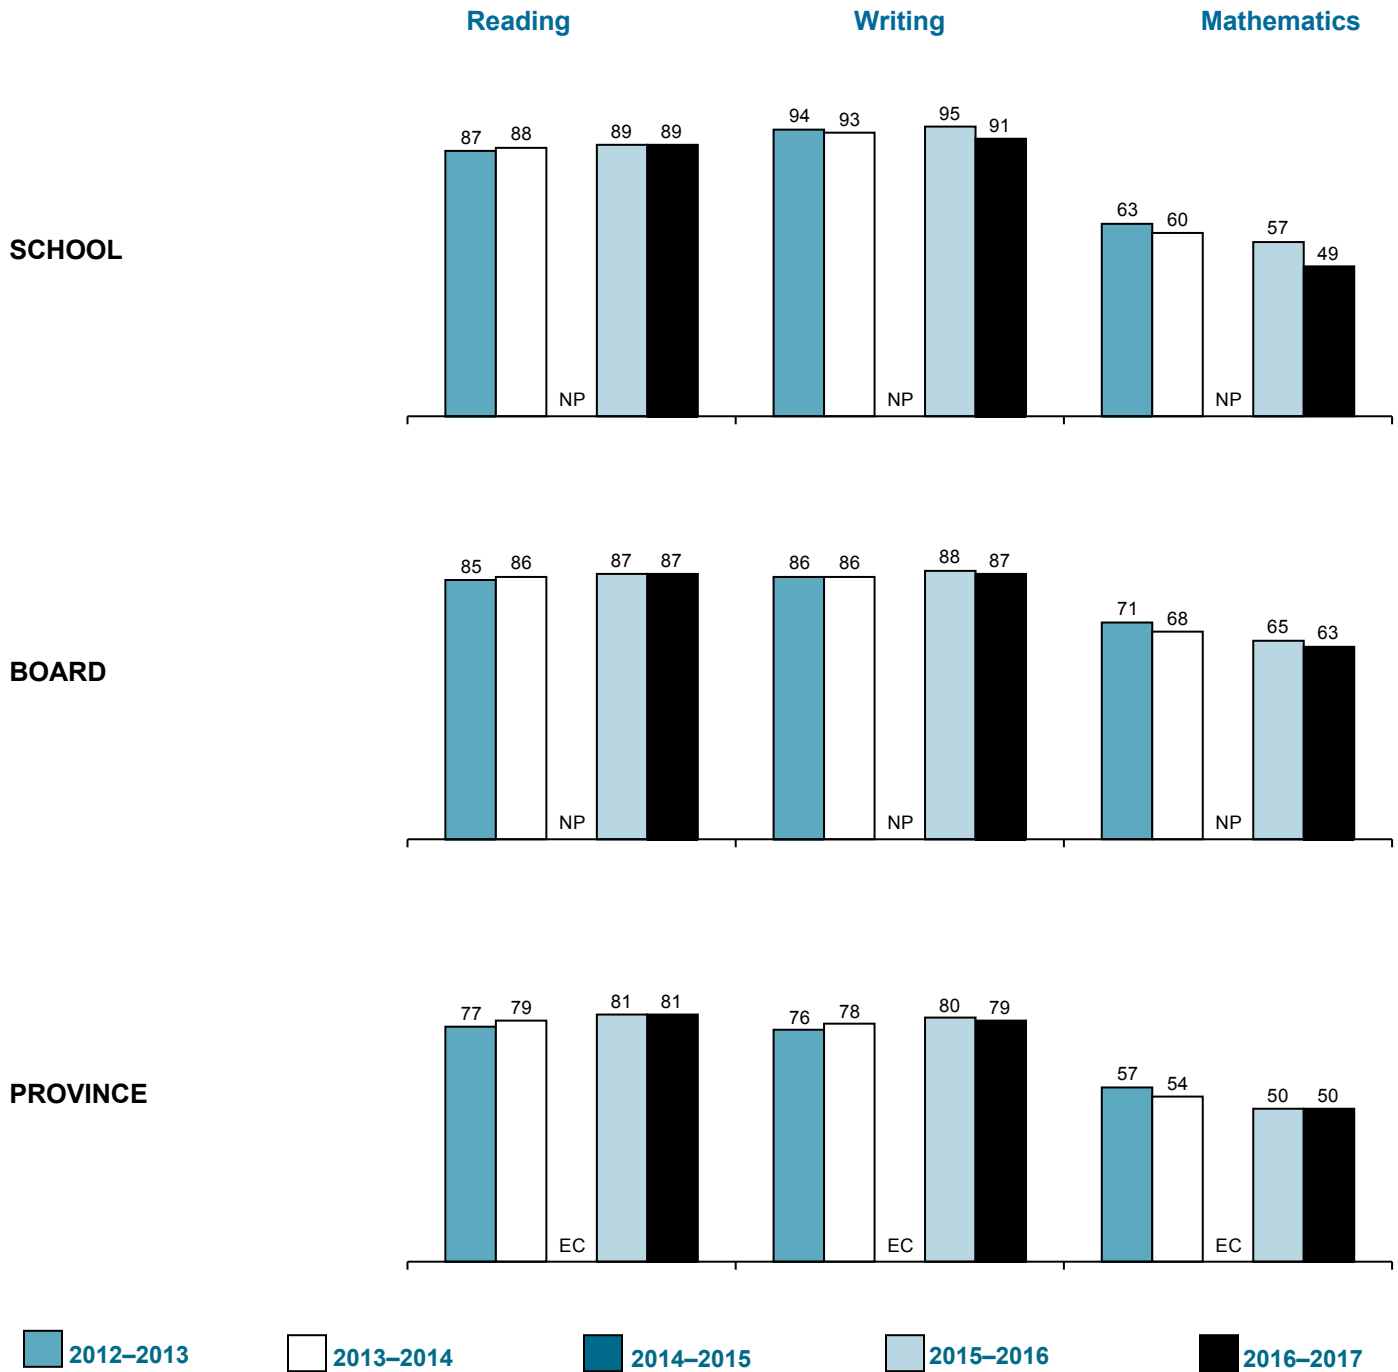 Reading Writing Mathematics
SCHOOL
87 88 NP 89 89
94 93 NP 95 91
63 60 NP 57 49
BOARD
85 86 NP 87 87
86 86 NP 88 87
71 68 NP 65 63
PROVINCE
77 79 EC 81 81
76 78 EC 80 79
57 54 EC 50 50
2012–2013 2013–2014 2014–2015 2015–2016 2016–2017